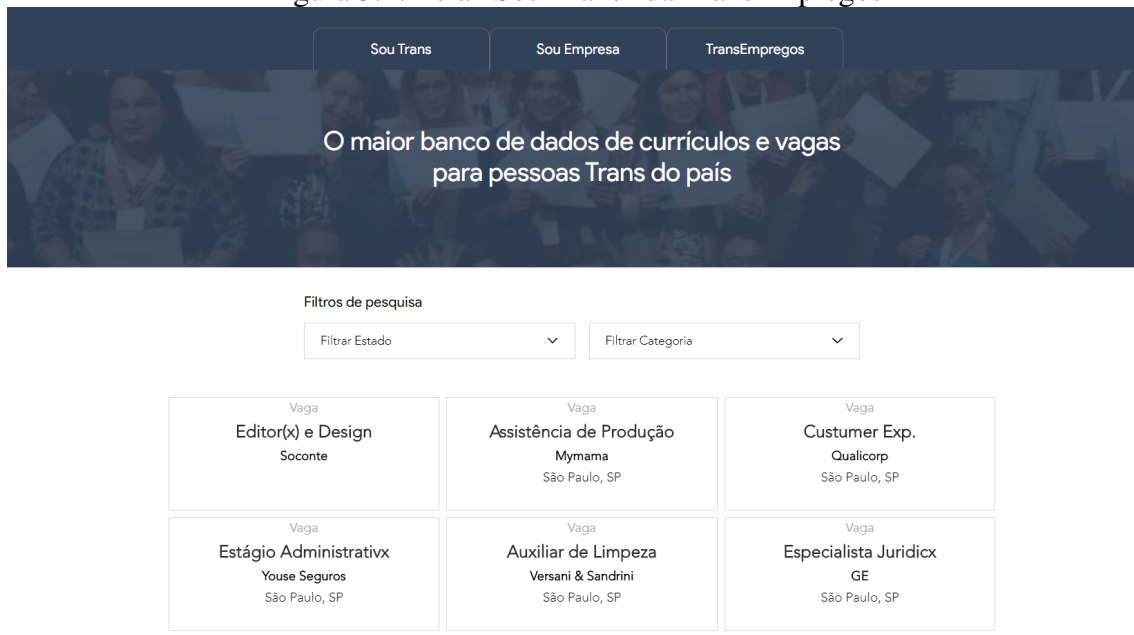 Sou Trans
Sou Empresa
TransEmpregos
O maior banco de dados de currículos e vagas
para pessoas Trans do país
Filtros de pesquisa
Filtrar Estado
Filtrar Categoria
Vaga
Editor(x) e Design
Soconte
Vaga
Assistência de Produção
Mymama
São Paulo, SP
Vaga
Custumer Exp.
Qualicorp
São Paulo, SP
Vaga
Estágio Administrativx
Youse Seguros
São Paulo, SP
Vaga
Auxiliar de Limpeza
Versani & Sandrini
São Paulo, SP
Vaga
Especialista Juridicx
GE
São Paulo, SP